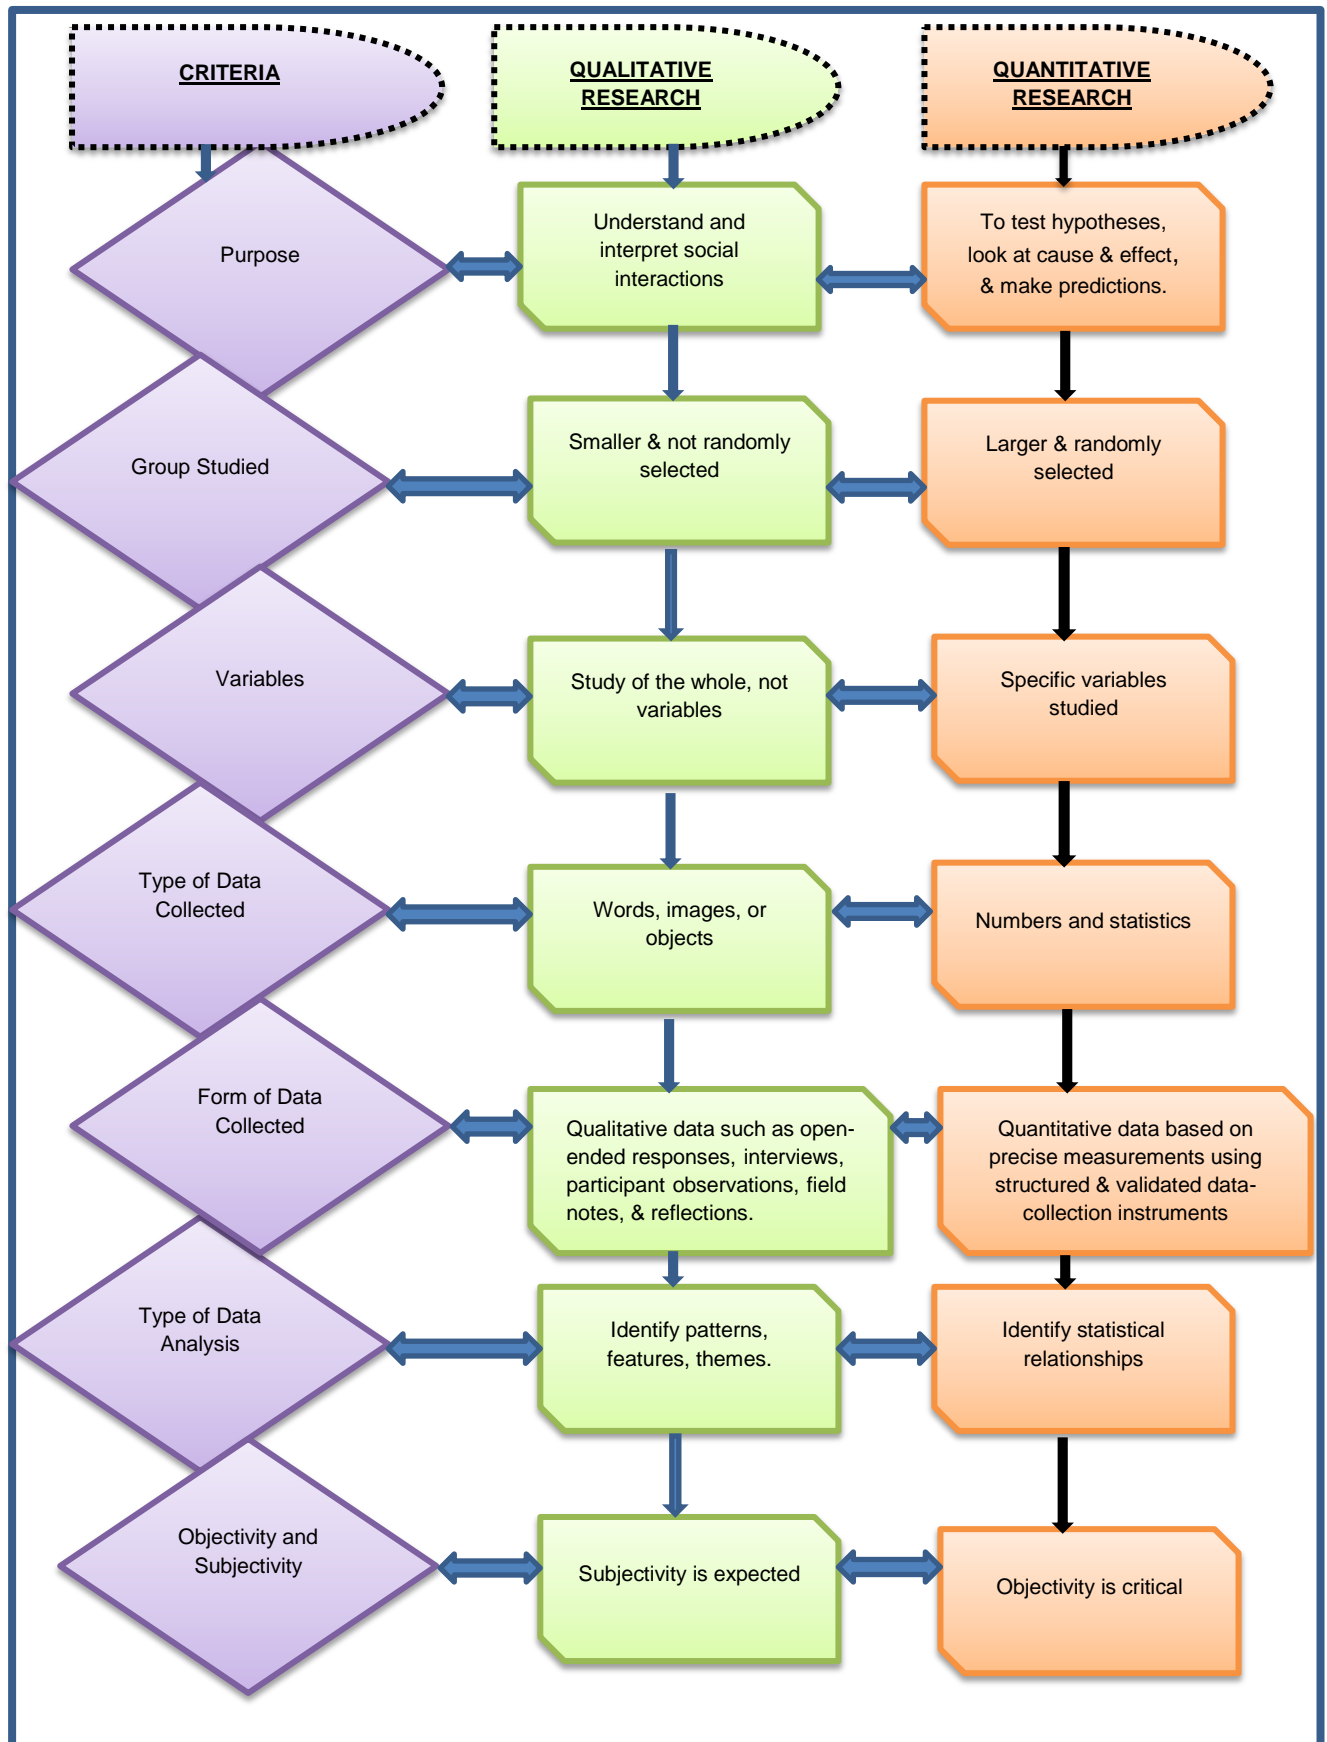 CRITERIA
QUALITATIVE
RESEARCH
QUANTITATIVE
RESEARCH
Purpose
Understand and
interpret social
interactions
To test hypotheses,
look at cause & effect,
& make predictions.
Group Studied
Smaller & not randomly
selected
Larger & randomly
selected
Variables
Study of the whole, not
variables
Specific variables
studied
Type of Data
Collected
Words, images, or
objects
Numbers and statistics
Form of Data
Collected
Qualitative data such as open-
ended responses, interviews,
participant observations, field
notes, & reflections.
Quantitative data based on
precise measurements using
structured & validated data-
collection instruments
Type of Data
Analysis
Identify patterns,
features, themes.
Identify statistical
relationships
Objectivity and
Subjectivity
Subjectivity is expected
Objectivity is critical